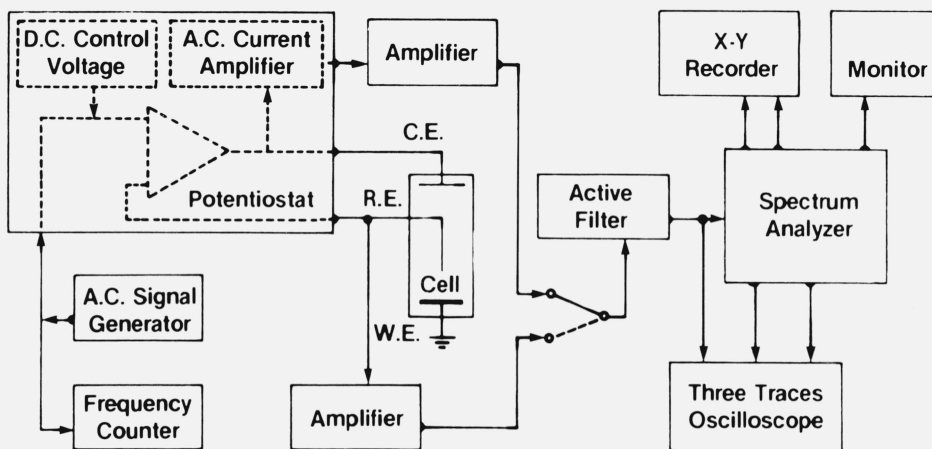 D.C. Control
Voltage
A.C. Current
Amplifier
Amplifier
X-Y
Recorder
Monitor
C.E.
R.E.
Potentiostat
Active
Filter
Spectrum
Analyzer
Cell
A.C. Signal
Generator
W.E.
Frequency
Counter
Amplifier
Three Traces
Oscilloscope